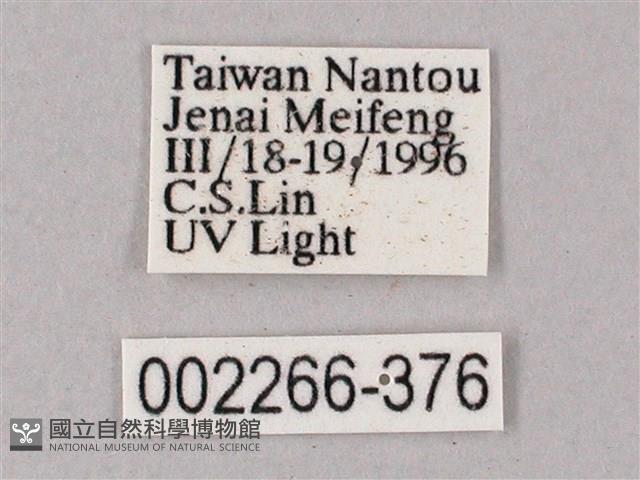 Taiwan Nantou
Jenai Meifeng
III/18-19/1996
C.S.Lin
UV Light
002266-376
國立自然科學博物館
NATIONAL MUSEUM OF NATURAL SCIENCE